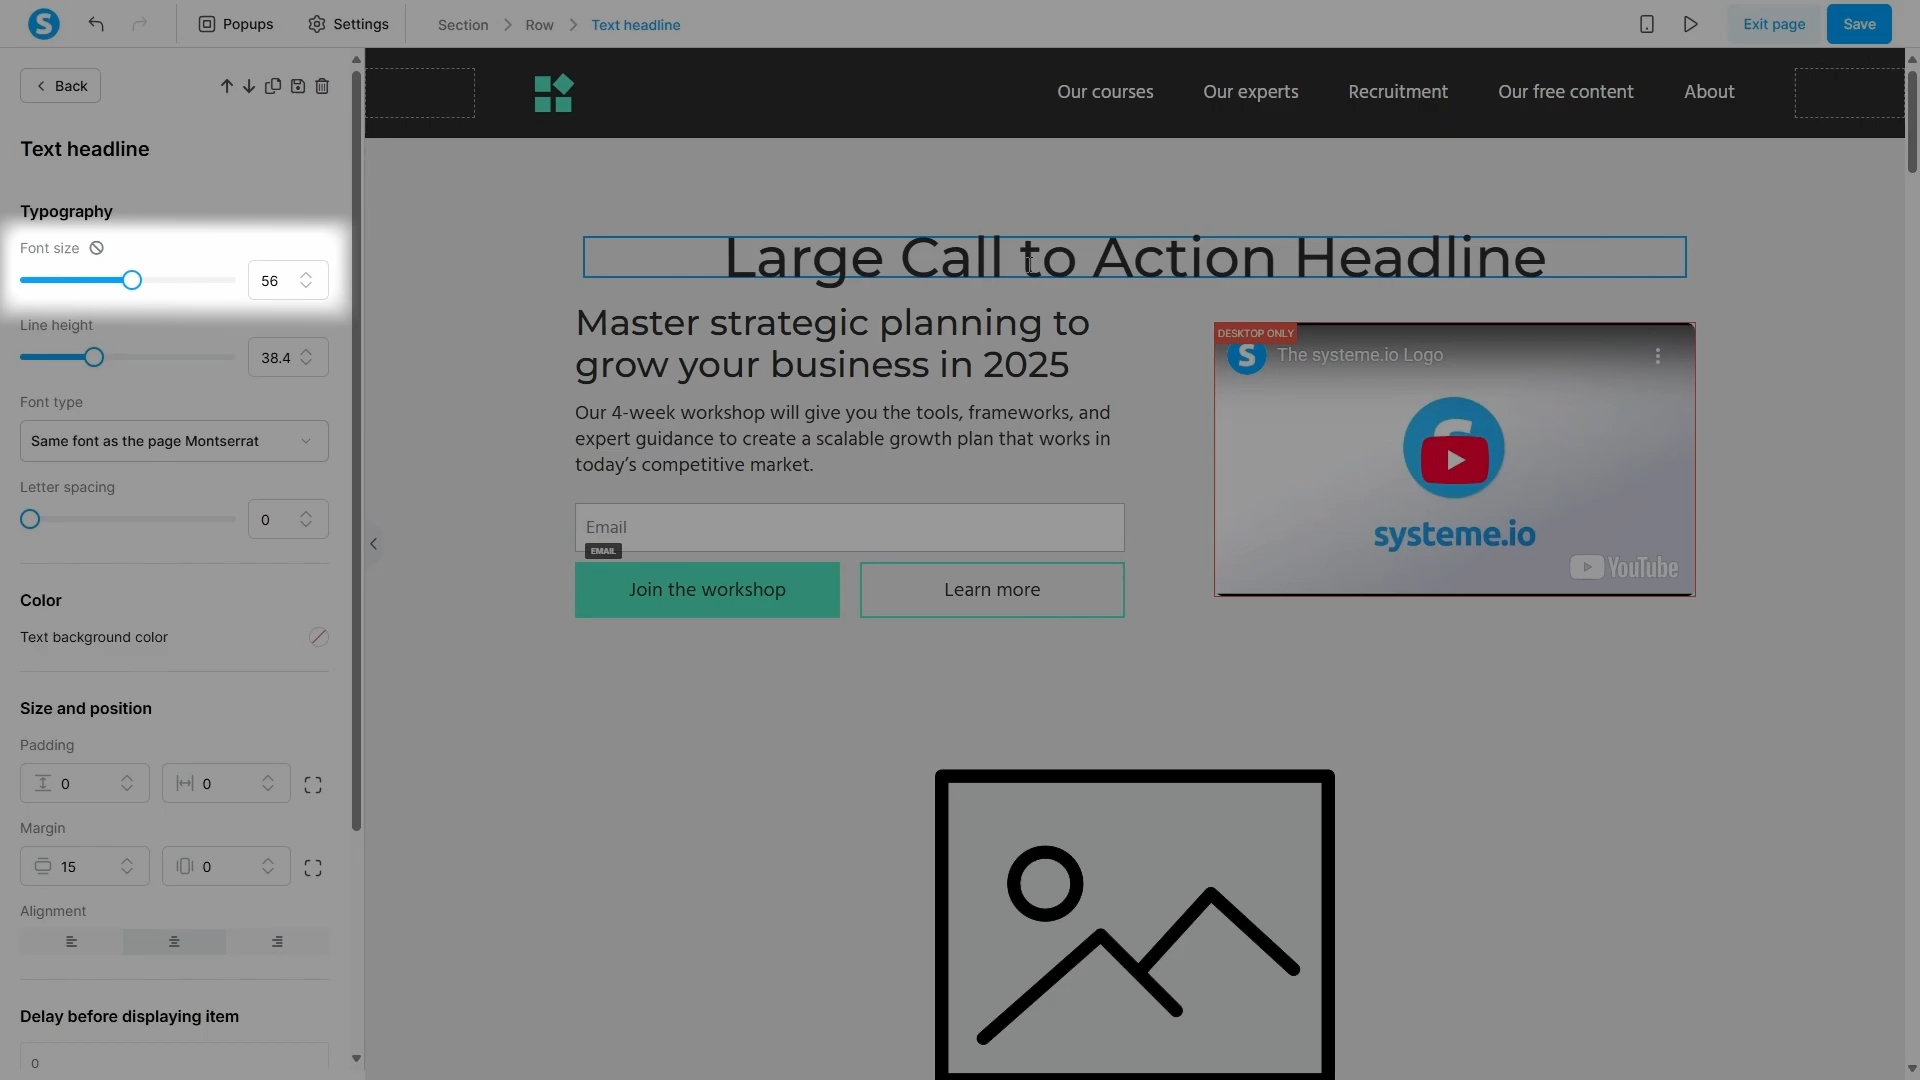 S
Popups
Settings
Section
Row
Text headline
Exit page
Save
Back
Text headline
Typography
Font size
56
Line height
38.4
Font type
Same font as the page Montserrat
Letter spacing
0
Color
Text background color
Size and position
Padding
0
0
Margin
15
0
Alignment
Delay before displaying item
0
Our courses
Our experts
Recruitment
Our free content
About
Large Call to Action Headline
Master strategic planning to
grow your business in 2025
Our 4-week workshop will give you the tools, frameworks, and
expert guidance to create a scalable growth plan that works in
today’s competitive market.
Email
EMAIL
Join the workshop
Learn more
DESKTOP ONLY
S
The systeme.io Logo
systeme.io
YouTube